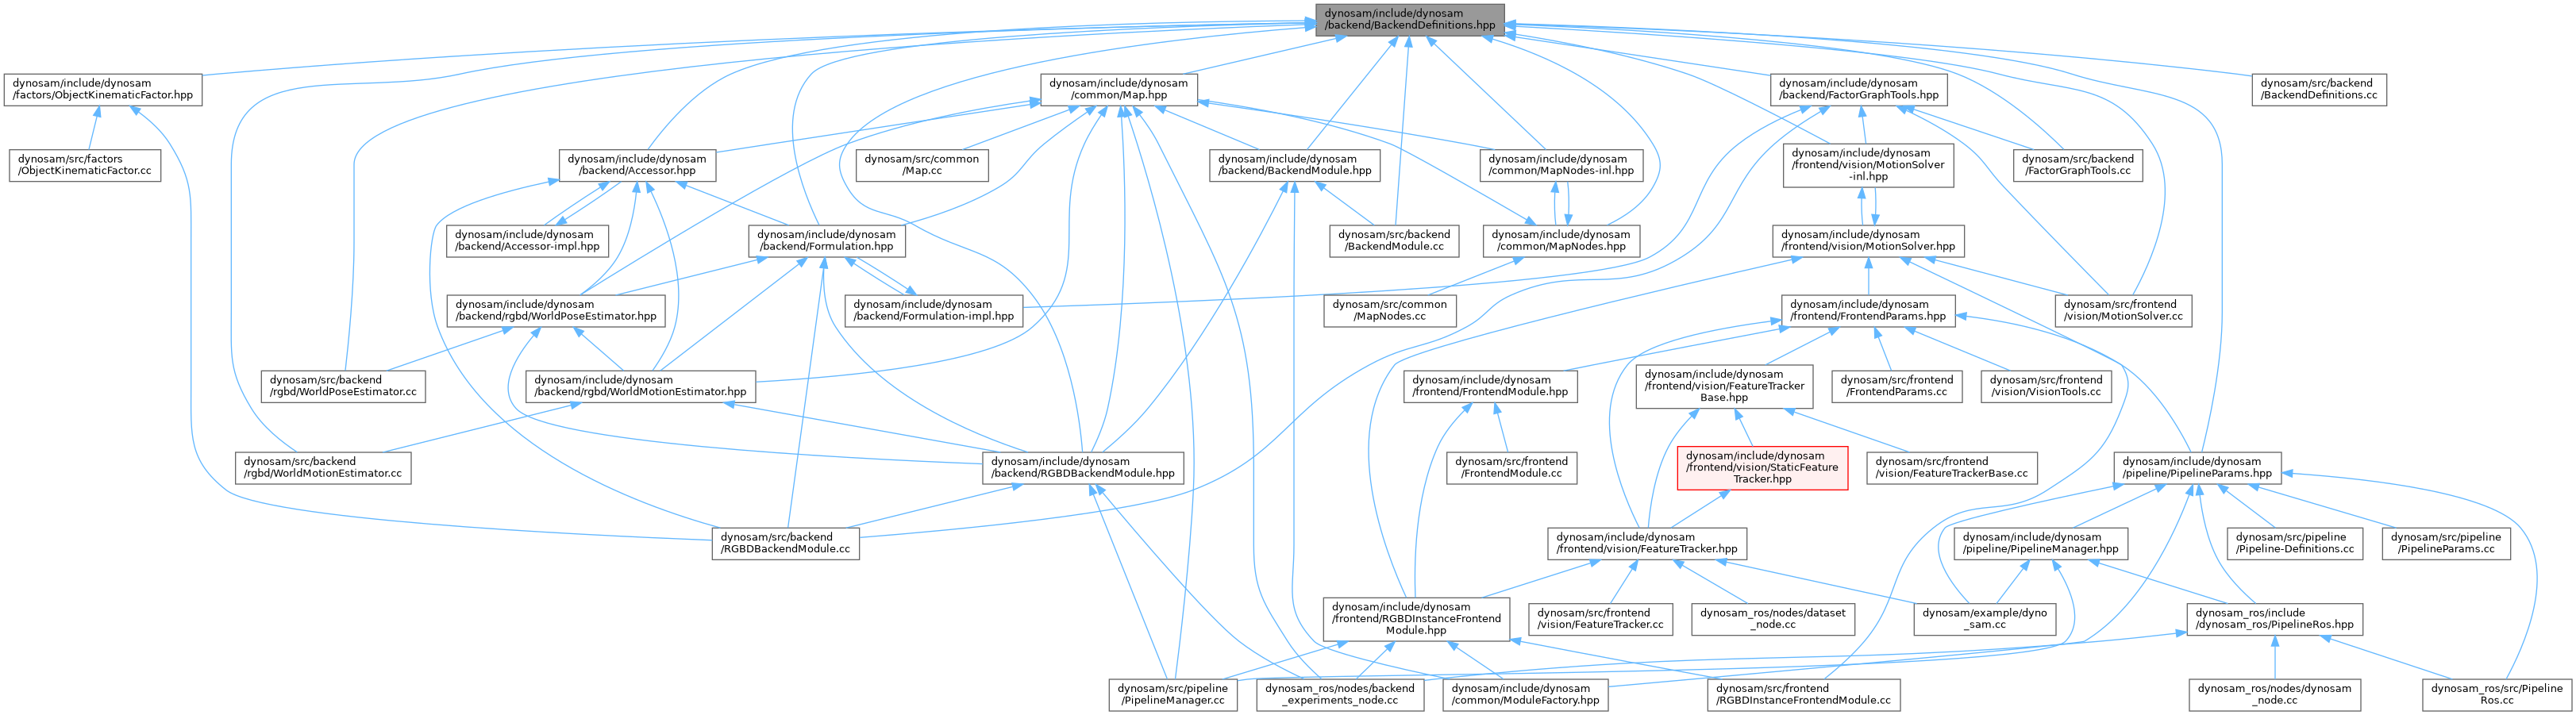 dynosam/include/dynosam
/backend/BackendDefinitions.hpp
dynosam/include/dynosam
/factors/ObjectKinematicFactor.hpp
dynosam/include/dynosam
/common/Map.hpp
dynosam/include/dynosam
/backend/FactorGraphTools.hpp
dynosam/src/backend
/BackendDefinitions.cc
dynosam/src/factors
/ObjectKinematicFactor.cc
dynosam/include/dynosam
/backend/Accessor.hpp
dynosam/src/common
/Map.cc
dynosam/include/dynosam
/backend/BackendModule.hpp
dynosam/include/dynosam
/common/MapNodes-inl.hpp
dynosam/include/dynosam
/frontend/vision/MotionSolver
-inl.hpp
dynosam/src/backend
/FactorGraphTools.cc
dynosam/include/dynosam
/backend/Accessor-impl.hpp
dynosam/include/dynosam
/backend/Formulation.hpp
dynosam/src/backend
/BackendModule.cc
dynosam/include/dynosam
/common/MapNodes.hpp
dynosam/include/dynosam
/frontend/vision/MotionSolver.hpp
dynosam/include/dynosam
/backend/rgbd/WorldPoseEstimator.hpp
dynosam/include/dynosam
/backend/Formulation-impl.hpp
dynosam/src/common
/MapNodes.cc
dynosam/include/dynosam
/frontend/FrontendParams.hpp
dynosam/src/frontend
/vision/MotionSolver.cc
dynosam/src/backend
/rgbd/WorldPoseEstimator.cc
dynosam/include/dynosam
/backend/rgbd/WorldMotionEstimator.hpp
dynosam/include/dynosam
/frontend/FrontendModule.hpp
dynosam/include/dynosam
/frontend/vision/FeatureTracker
Base.hpp
dynosam/src/frontend
/FrontendParams.cc
dynosam/src/frontend
/vision/VisionTools.cc
dynosam/src/backend
/rgbd/WorldMotionEstimator.cc
dynosam/include/dynosam
/backend/RGBDBackendModule.hpp
dynosam/src/frontend
/FrontendModule.cc
dynosam/include/dynosam
/frontend/vision/StaticFeature
Tracker.hpp
dynosam/src/frontend
/vision/FeatureTrackerBase.cc
dynosam/include/dynosam
/pipeline/PipelineParams.hpp
dynosam/src/backend
/RGBDBackendModule.cc
dynosam/include/dynosam
/frontend/vision/FeatureTracker.hpp
dynosam/include/dynosam
/pipeline/PipelineManager.hpp
dynosam/src/pipeline
/Pipeline-Definitions.cc
dynosam/src/pipeline
/PipelineParams.cc
dynosam/include/dynosam
/frontend/RGBDInstanceFrontend
Module.hpp
dynosam/src/frontend
/vision/FeatureTracker.cc
dynosam_ros/nodes/dataset
_node.cc
dynosam/example/dyno
_sam.cc
dynosam_ros/include
/dynosam_ros/PipelineRos.hpp
dynosam/src/pipeline
/PipelineManager.cc
dynosam_ros/nodes/backend
_experiments_node.cc
dynosam/include/dynosam
/common/ModuleFactory.hpp
dynosam/src/frontend
/RGBDInstanceFrontendModule.cc
dynosam_ros/nodes/dynosam
_node.cc
dynosam_ros/src/Pipeline
Ros.cc